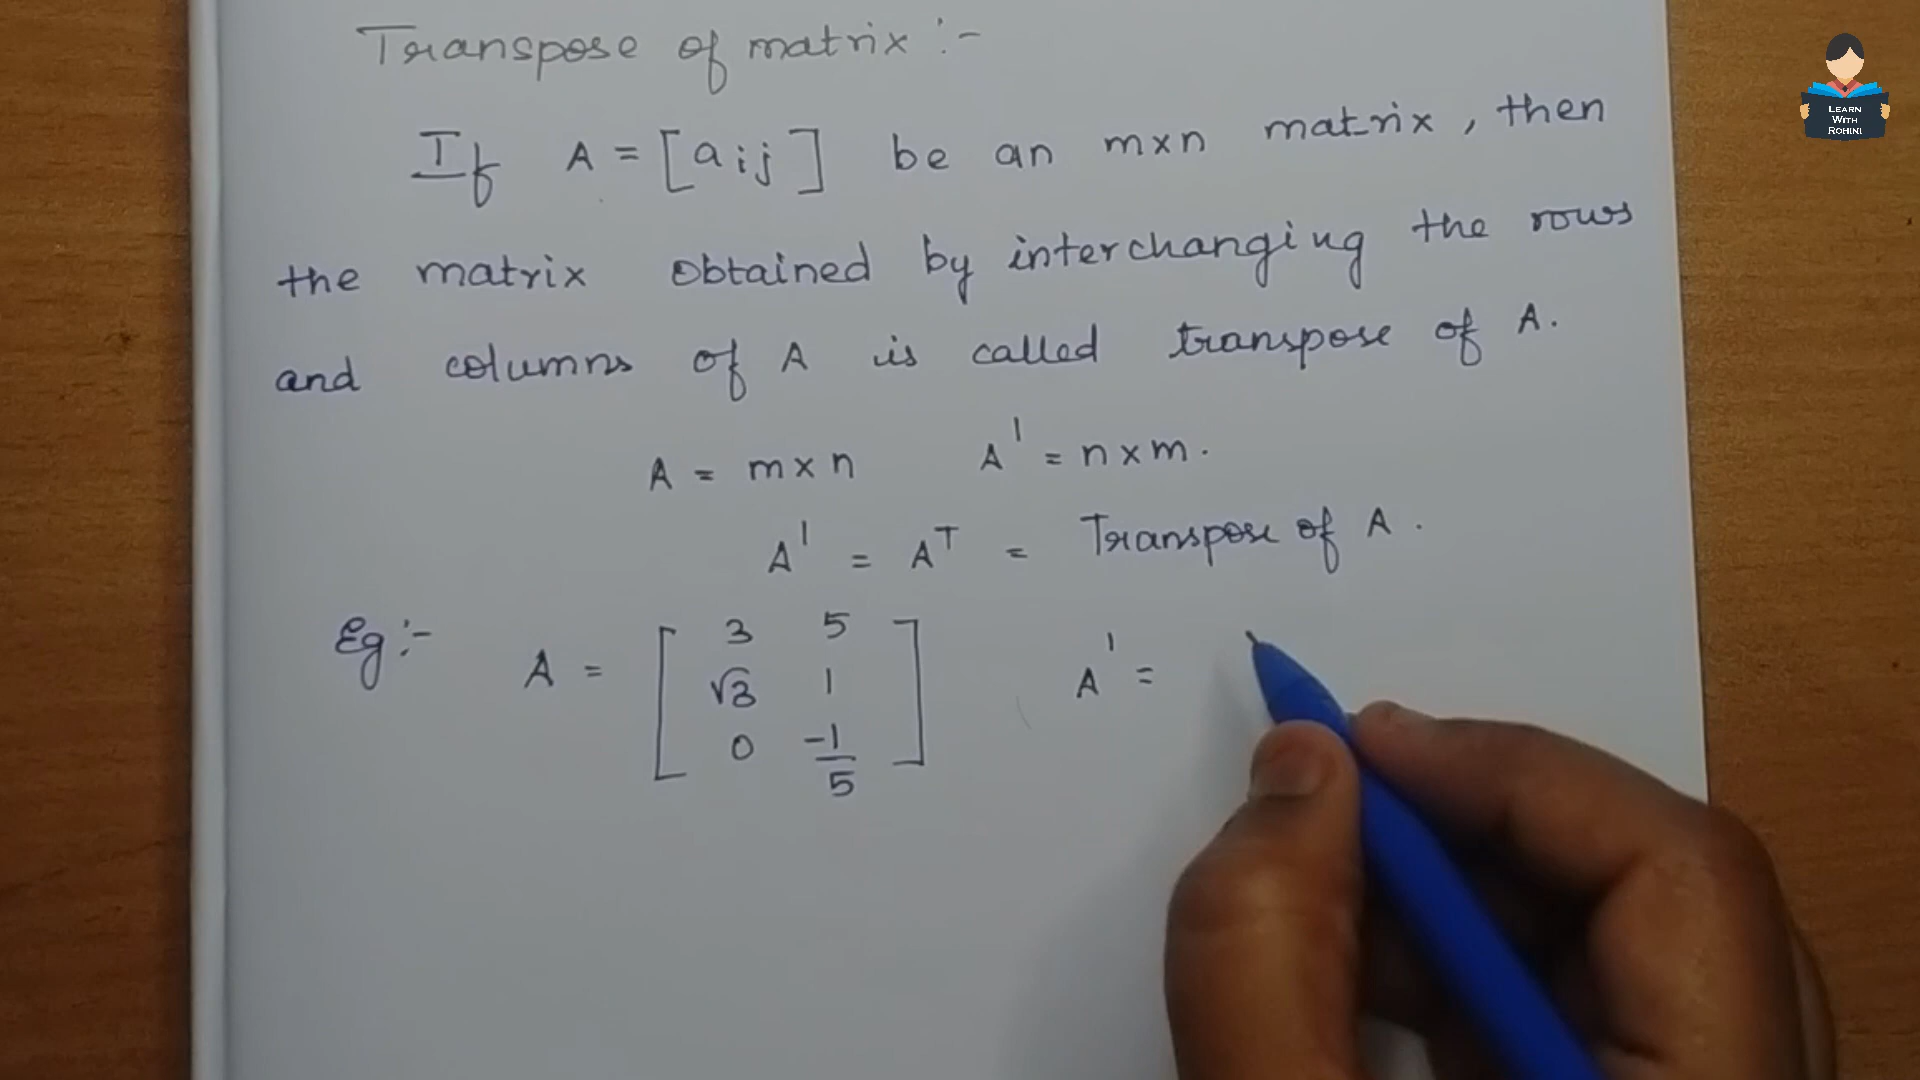 Transpose of matrix :-
If A = [aij] be an m×n matrix, then
the matrix obtained by interchanging the rows
and columns of A is called transpose of A.
A = m×n A' = n×m.
A' = A^T = Transpose of A.
Eg:- A = [ 3 5
√3 1
0 -1/5 ] A' =
LEARN
WITH
ROHINI